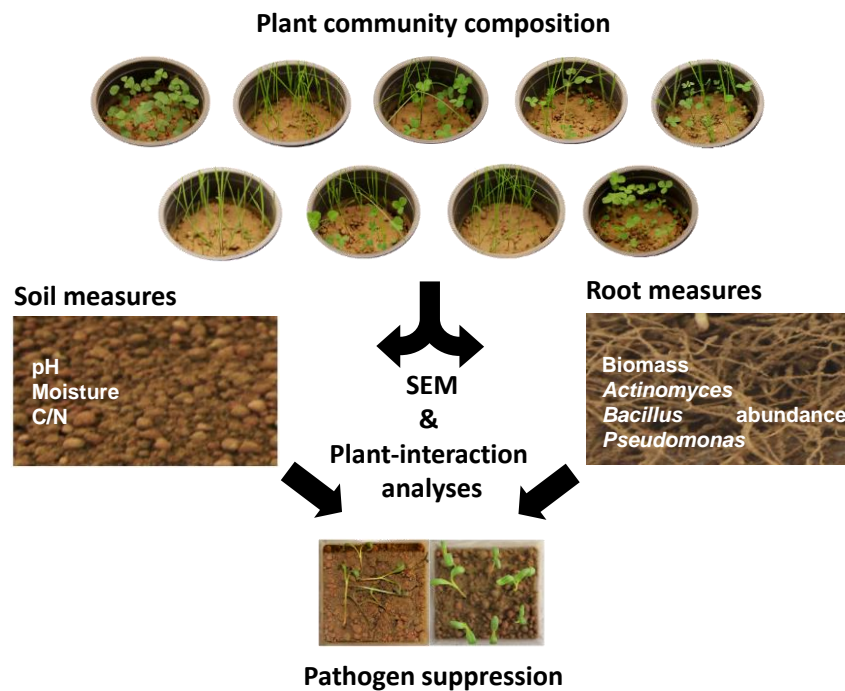 Plant community composition
Soil measures
pH
Moisture
C/N
Root measures
Biomass
Actinomyces
Bacillus abundance
Pseudomonas
SEM
&
Plant-interaction
analyses
Pathogen suppression